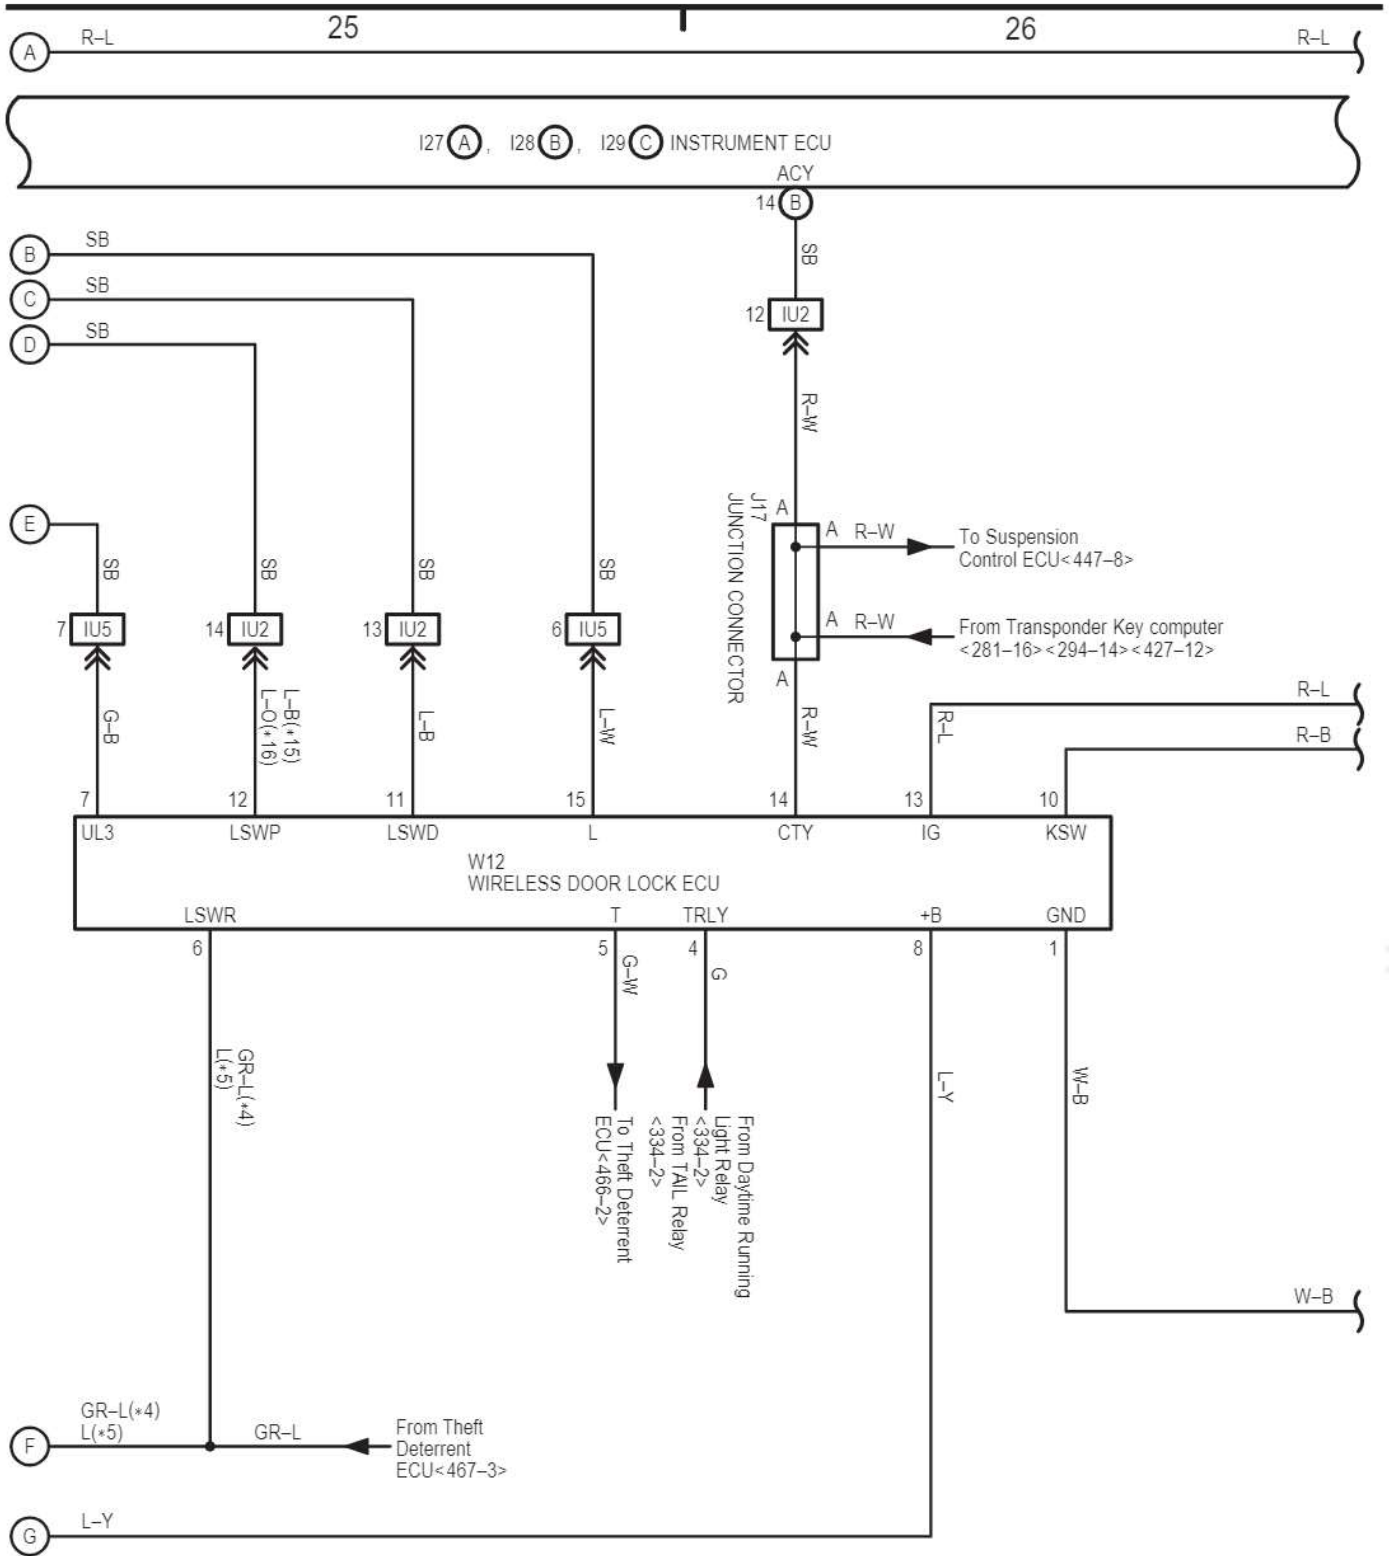 25
26
A
R–L
R–L
I27 A , I28 B , I29 C INSTRUMENT ECU
ACY
14 B
B
SB
SB
C
SB
12 IU2
D
SB
R–W
J17
JUNCTION CONNECTOR
A
E
A R–W
To Suspension
Control ECU<447–8>
SB
SB
SB
SB
7 IU5
14 IU2
13 IU2
6 IU5
A R–W
From Transponder Key computer
<281–16><294–14><427–12>
A
G–B
L–B(*15)
L–O(*16)
L–B
L–W
R–W
R–L
R–L
R–B
7
12
11
15
14
13
10
UL3
LSWP
LSWD
L
CTY
IG
KSW
W12
WIRELESS DOOR LOCK ECU
LSWR
T
TRLY
+B
GND
6
5
4
8
1
G–W
G
GR–L(*4)
L(*5)
L–Y
W–B
To Theft Deterrent
ECU<466–2>
From Daytime Running
Light Relay
<334–2>
From TAIL Relay
<334–2>
W–B
F
GR–L(*4)
L(*5)
GR–L
From Theft
Deterrent
ECU<467–3>
G
L–Y